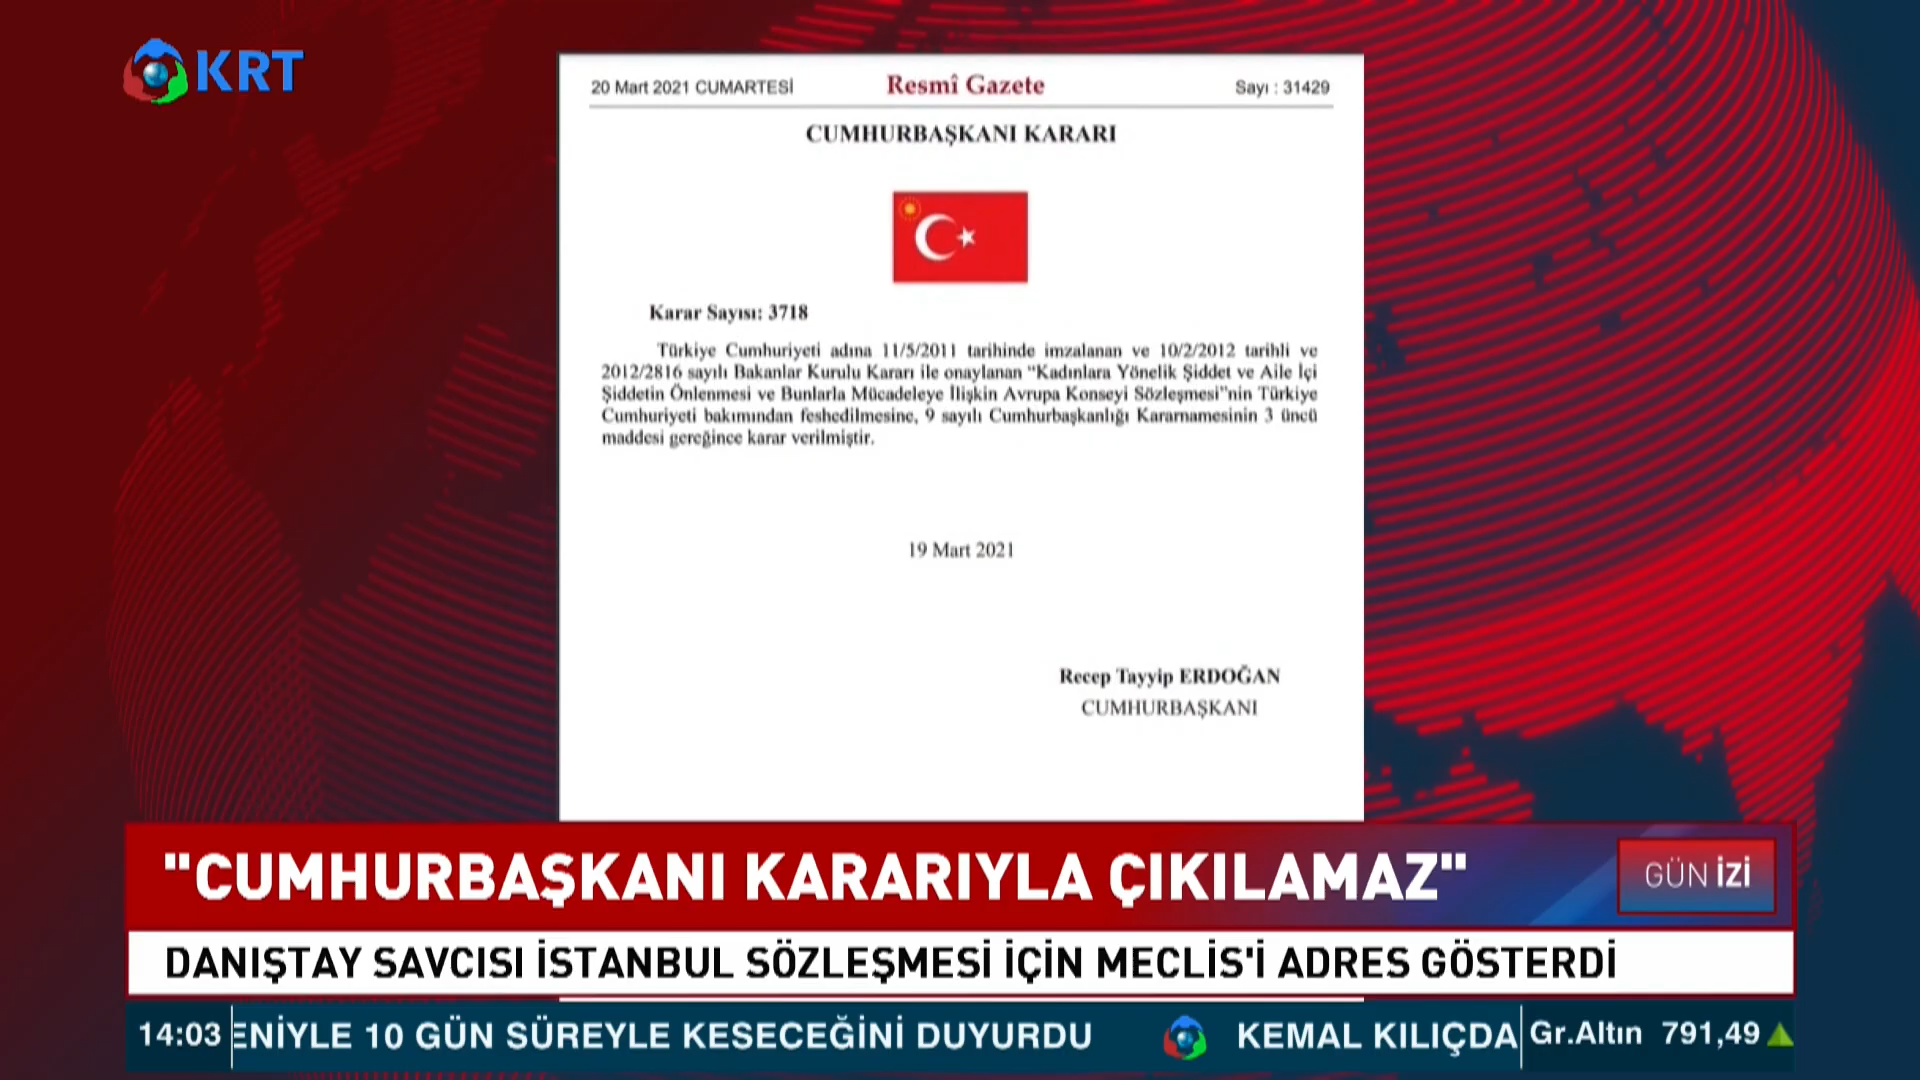 KRT
20 Mart 2021 CUMARTESİ
Resmî Gazete
Sayı : 31429
CUMHURBAŞKANI KARARI
Karar Sayısı: 3718
Türkiye Cumhuriyeti adına 11/5/2011 tarihinde imzalanan ve 10/2/2012 tarihli ve
2012/2816 sayılı Bakanlar Kurulu Kararı ile onaylanan "Kadınlara Yönelik Şiddet ve Aile İçi
Şiddetin Önlenmesi ve Bunlarla Mücadeleye İlişkin Avrupa Konseyi Sözleşmesi"nin Türkiye
Cumhuriyeti bakımından feshedilmesine, 9 sayılı Cumhurbaşkanlığı Kararnamesinin 3 üncü
maddesi gereğince karar verilmiştir.
19 Mart 2021
Recep Tayyip ERDOĞAN
CUMHURBAŞKANI
"CUMHURBAŞKANI KARARIYLA ÇIKILAMAZ"
GÜN İZİ
DANIŞTAY SAVCISI İSTANBUL SÖZLEŞMESİ İÇİN MECLİS'İ ADRES GÖSTERDİ
14:03
ENİYLE 10 GÜN SÜREYLE KESECEĞİNİ DUYURDU
KEMAL KILIÇDA
Gr.Altın 791,49